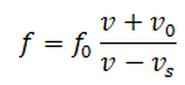 f = f₀ (v + v₀)/(v − vₛ)